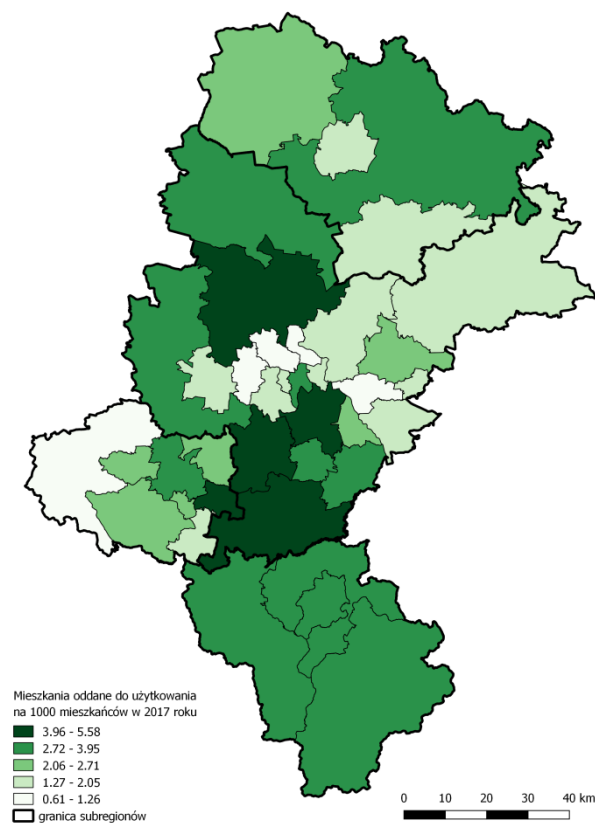 Mieszkania oddane do użytkowania
na 1000 mieszkańców w 2017 roku
3.96 - 5.58
2.72 - 3.95
2.06 - 2.71
1.27 - 2.05
0.61 - 1.26
granica subregionów
0 10 20 30 40 km